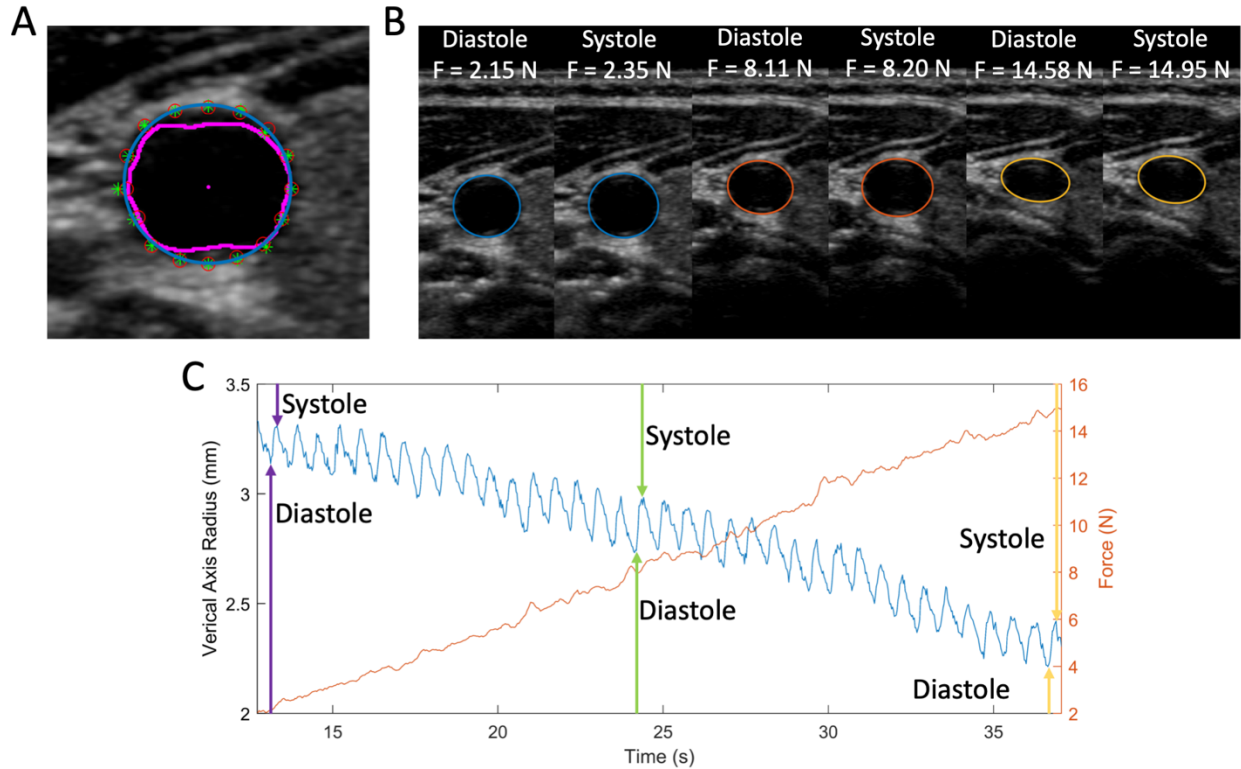 A
B
Diastole
F = 2.15 N
Systole
F = 2.35 N
Diastole
F = 8.11 N
Systole
F = 8.20 N
Diastole
F = 14.58 N
Systole
F = 14.95 N
C
3.5
3
2.5
2
Verical Axis Radius (mm)
Systole
Diastole
Systole
Diastole
Systole
Diastole
16
14
12
10
8
6
4
2
Force (N)
15
20
25
30
35
Time (s)